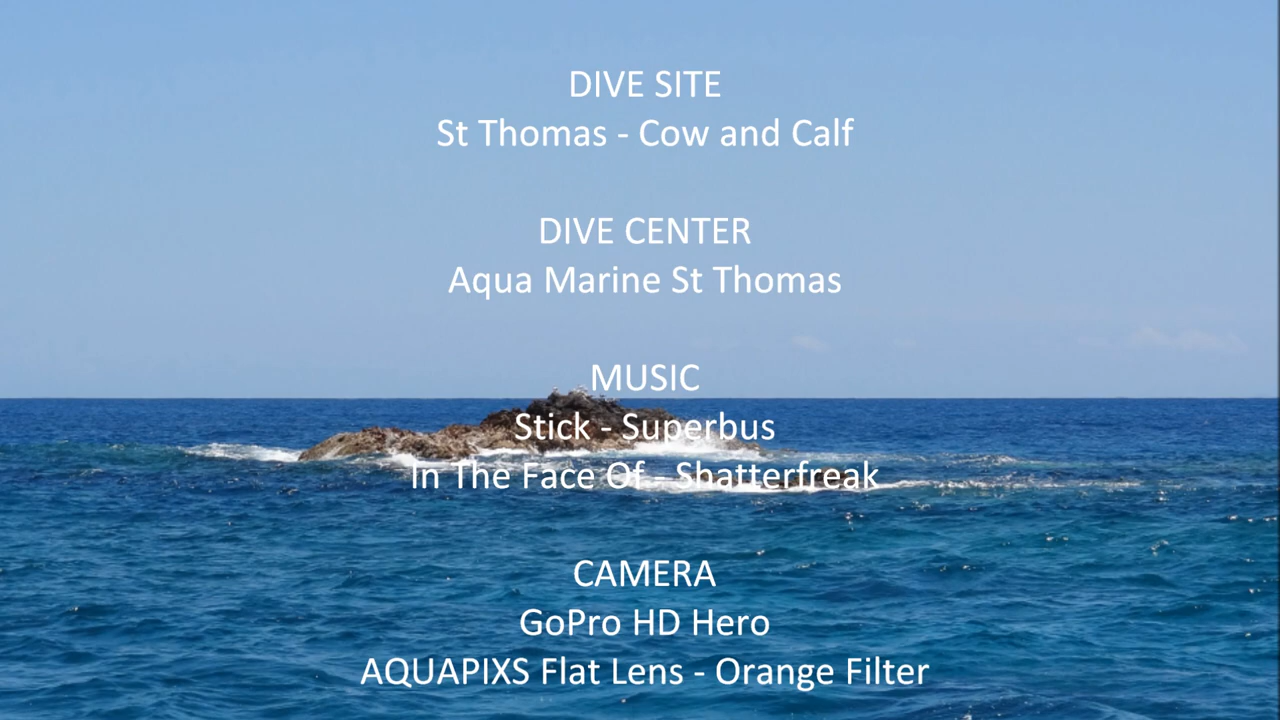 DIVE SITE
St Thomas - Cow and Calf
DIVE CENTER
Aqua Marine St Thomas
MUSIC
Stick - Superbus
In The Face Of - Shatterfreak
CAMERA
GoPro HD Hero
AQUAPIXS Flat Lens - Orange Filter